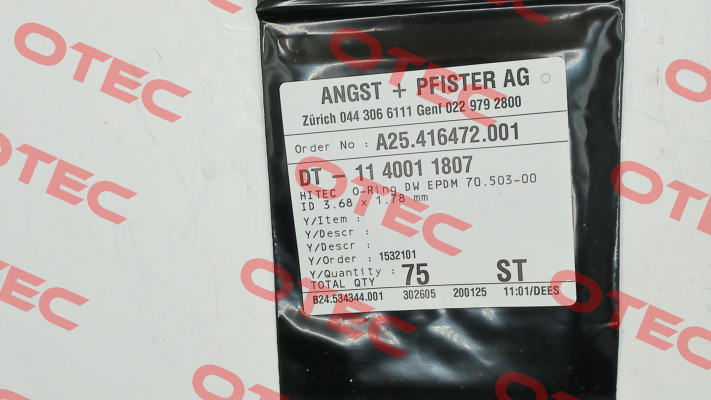 ANGST + PFISTER AG
Zürich 044 306 6111 Genf 022 979 2800
Order No : A25.416472.001
DT - 11 4001 1807
HITEC O-Ring DW EPDM 70.503-00
ID 3.68 x 1.78 mm
Y/Item :
Y/Descr :
Y/Descr :
Y/Order : 1532101
Y/Quantity :
TOTAL QTY 75 ST
B24.534344.001 302605 200125 11:01/DEES
OTEC
OTEC
OTEC
OTEC
OTEC
OTEC
OTEC
OTEC
OTEC